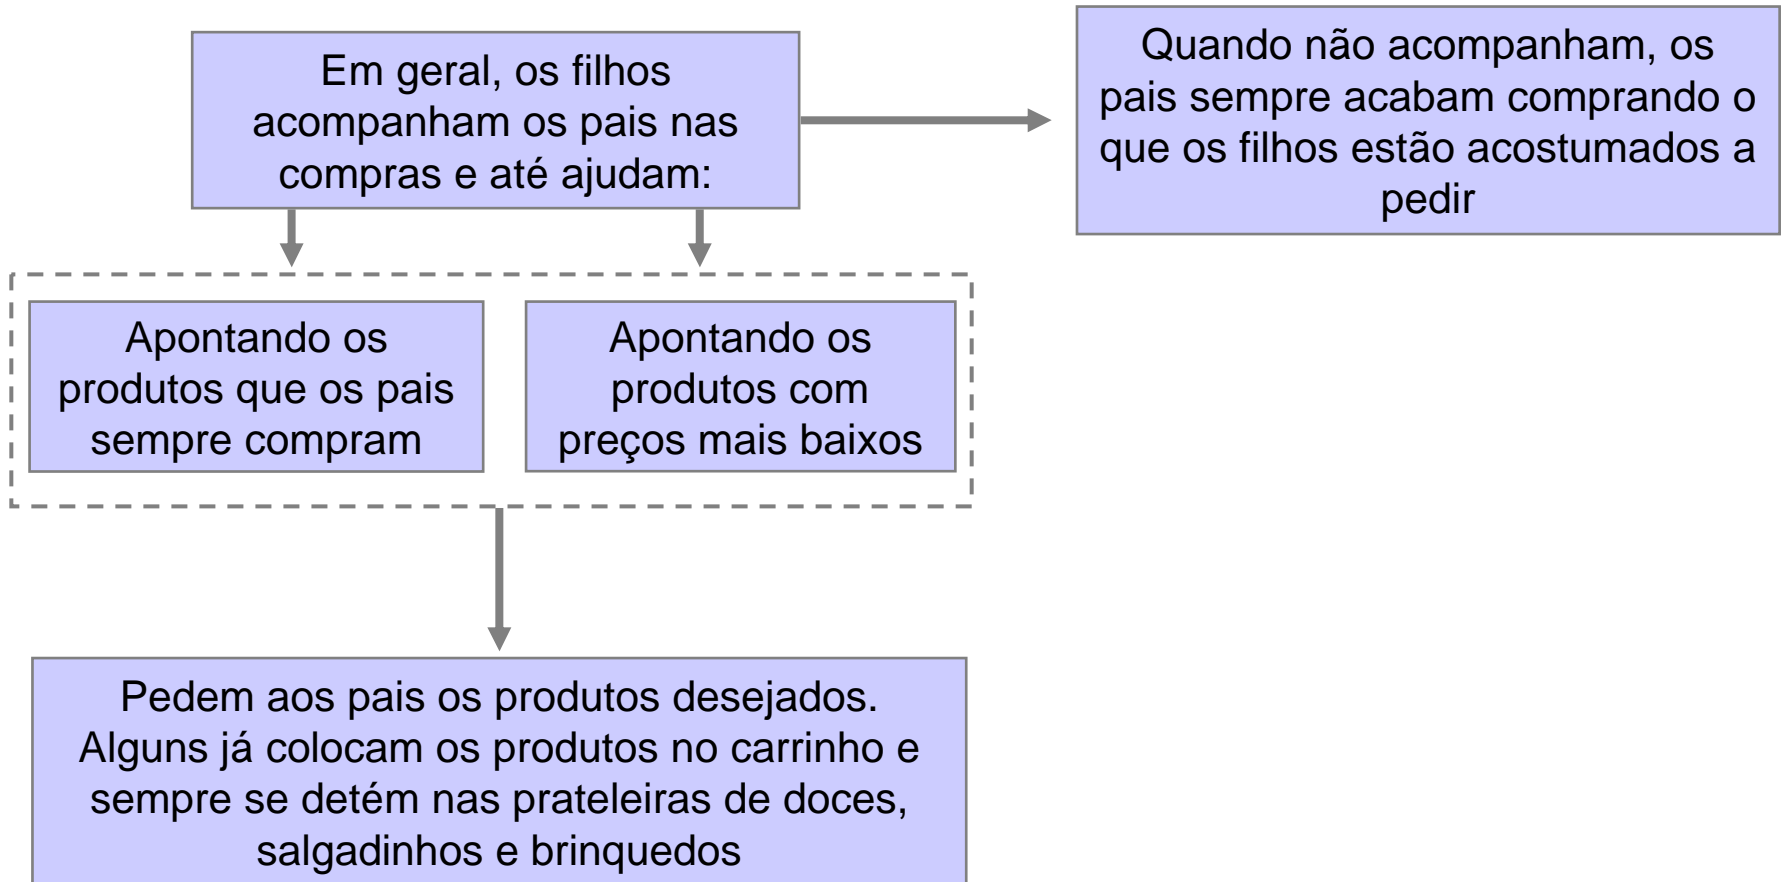 Em geral, os filhos
acompanham os pais nas
compras e até ajudam:
Quando não acompanham, os
pais sempre acabam comprando o
que os filhos estão acostumados a
pedir
Apontando os
produtos que os pais
sempre compram
Apontando os
produtos com
preços mais baixos
Pedem aos pais os produtos desejados.
Alguns já colocam os produtos no carrinho e
sempre se detém nas prateleiras de doces,
salgadinhos e brinquedos